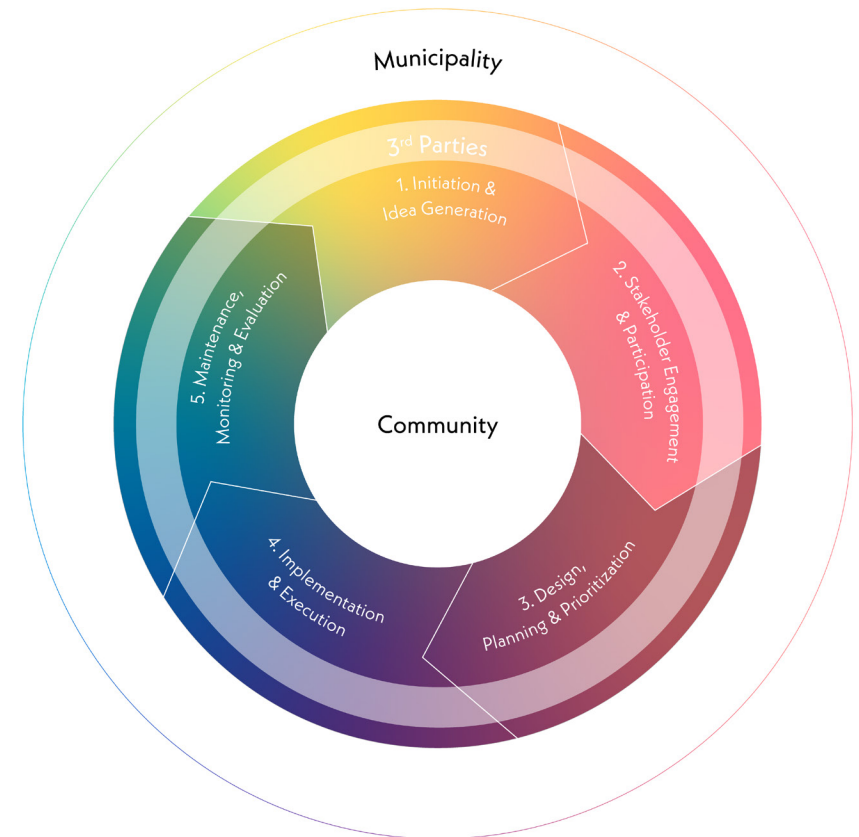 Municipality
3rd Parties
1. Initiation &
Idea Generation
2. Stakeholder Engagement
& Participation
3. Design,
Planning & Prioritization
4. Implementation
& Execution
5. Maintenance,
Monitoring & Evaluation
Community